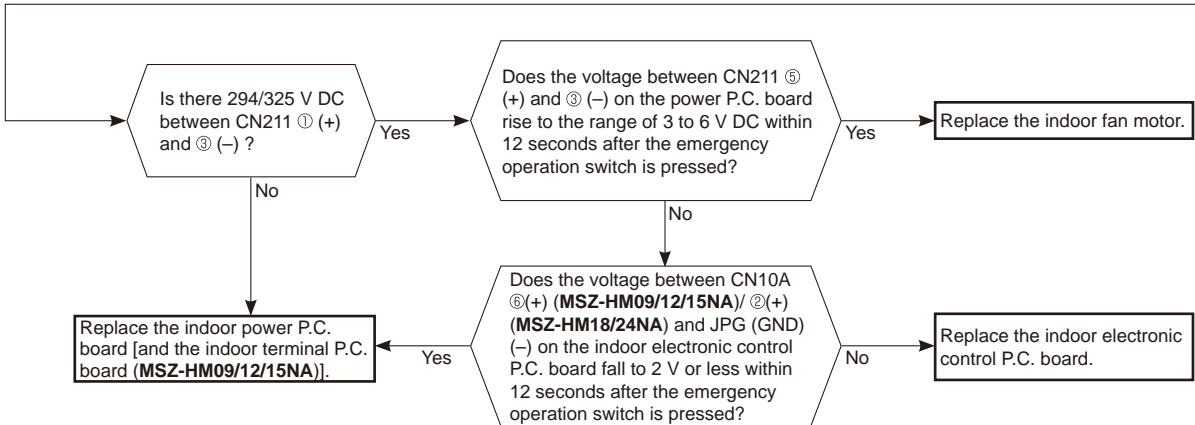 Is there 294/325 V DC
between CN211 ① (+)
and ③ (–) ?
Yes
No
Does the voltage between CN211 ⑤
(+) and ③ (–) on the power P.C. board
rise to the range of 3 to 6 V DC within
12 seconds after the emergency
operation switch is pressed?
Yes
No
Replace the indoor fan motor.
Replace the indoor power P.C.
board [and the indoor terminal P.C.
board (MSZ-HM09/12/15NA)].
Yes
Does the voltage between CN10A
⑥(+) (MSZ-HM09/12/15NA)/ ②(+)
(MSZ-HM18/24NA) and JPG (GND)
(–) on the indoor electronic control
P.C. board fall to 2 V or less within
12 seconds after the emergency
operation switch is pressed?
No
Replace the indoor electronic
control P.C. board.